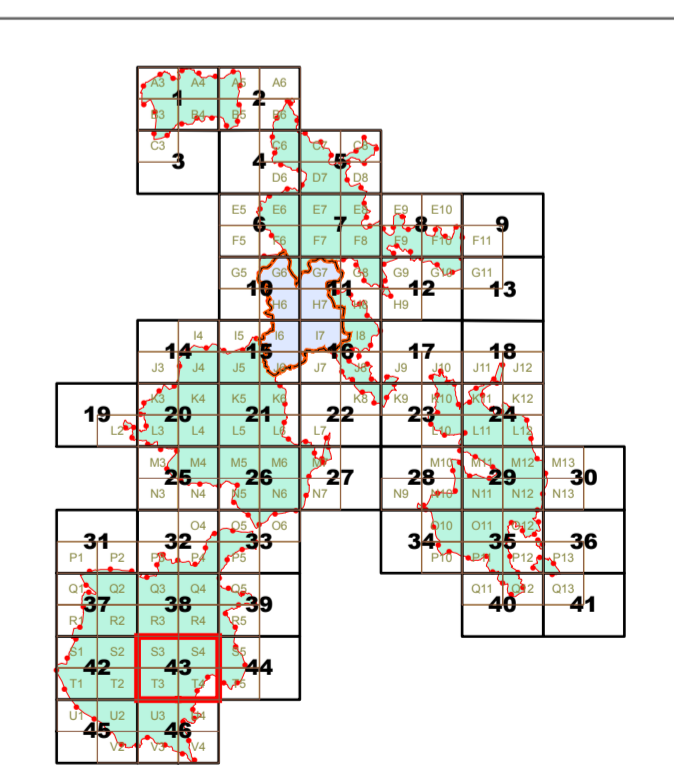 A3 A4 A5 A6
1 2
B3 B4 B5 B6
C3 C6 C7 C8
3 4 5
D6 D7 D8
E5 E6 E7 E8 E9 E10
6 7 8 9
F5 F6 F7 F8 F9 F10 F11
G5 G6 G7 G8 G9 G10 G11
10 11 12 13
H6 H7 H8 H9
I4 I5 I6 I7 I8
14 15 16 17 18
J3 J4 J5 J6 J7 J8 J9 J10 J11 J12
K3 K4 K5 K6 K8 K9 K10 K11 K12
19 20 21 22 23 24
L2 L3 L4 L5 L6 L7 L10 L11 L12
M3 M4 M5 M6 M10 M11 M12 M13
25 26 27 28 29 30
N3 N4 N5 N6 N7 N9 N10 N11 N12 N13
O4 O5 O6 O10 O11 O12
31 32 33 34 35 36
P1 P2 P3 P4 P5 P10 P11 P12 P13
Q1 Q2 Q3 Q4 Q5 Q11 Q12 Q13
37 38 39 40 41
R1 R2 R3 R4 R5
S1 S2 S3 S4 S5
42 43 44
T1 T2 T3 T4 T5
U1 U2 U3 U4
45 46
V2 V3 V4